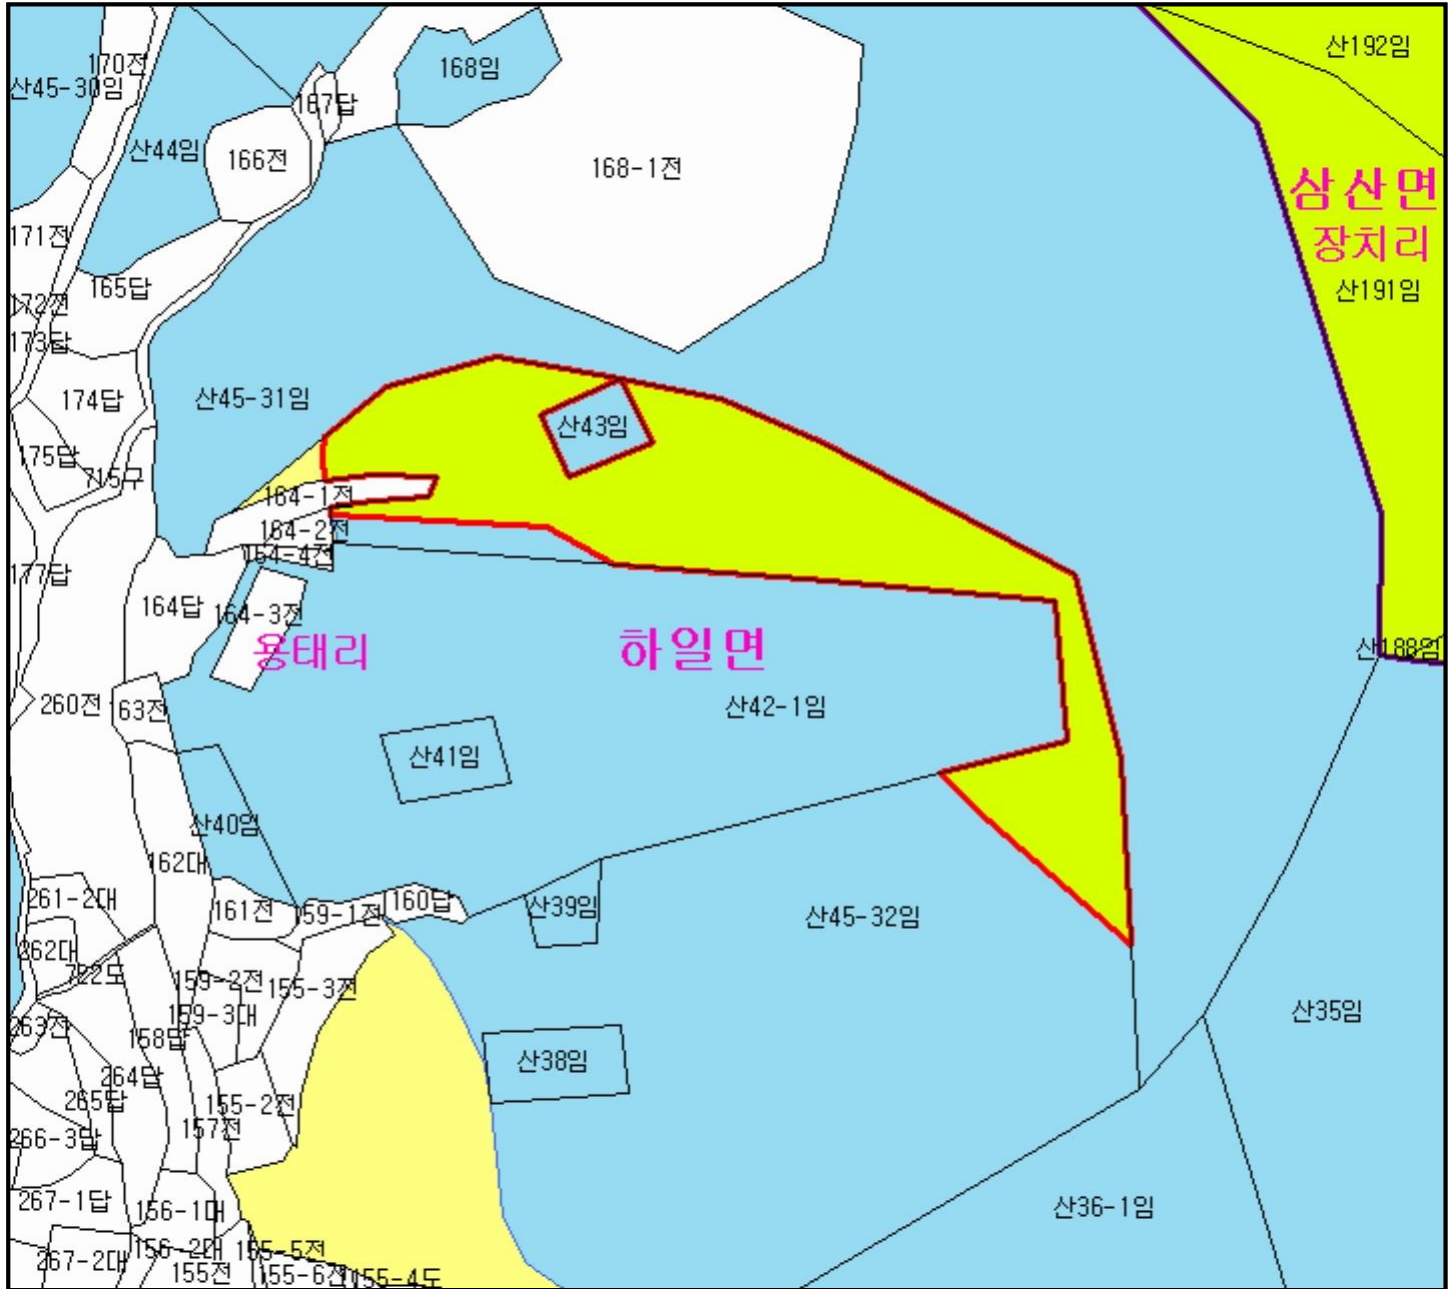 산192임
170전
168임
산45-30임
187답
산44임
166전
168-1전
삼산면
171전
장치리
165답
산191임
172전
173답
174답
산45-31임
산43임
175답
715구
164-1전
164-2전
164-4전
177답
164답
164-3전
용태리
하일면
산188임
260전
163전
산42-1임
산41임
산40임
162대
261-2대
161전
59-1전
160답
산39임
산45-32임
262대
722도
159-2전
155-3전
263전
159-3대
158답
산35임
산38임
264답
265답
155-2전
157전
266-3답
267-1답
156-1대
산36-1임
156-2대
155-5전
267-2대
155전
155-6전
155-4도